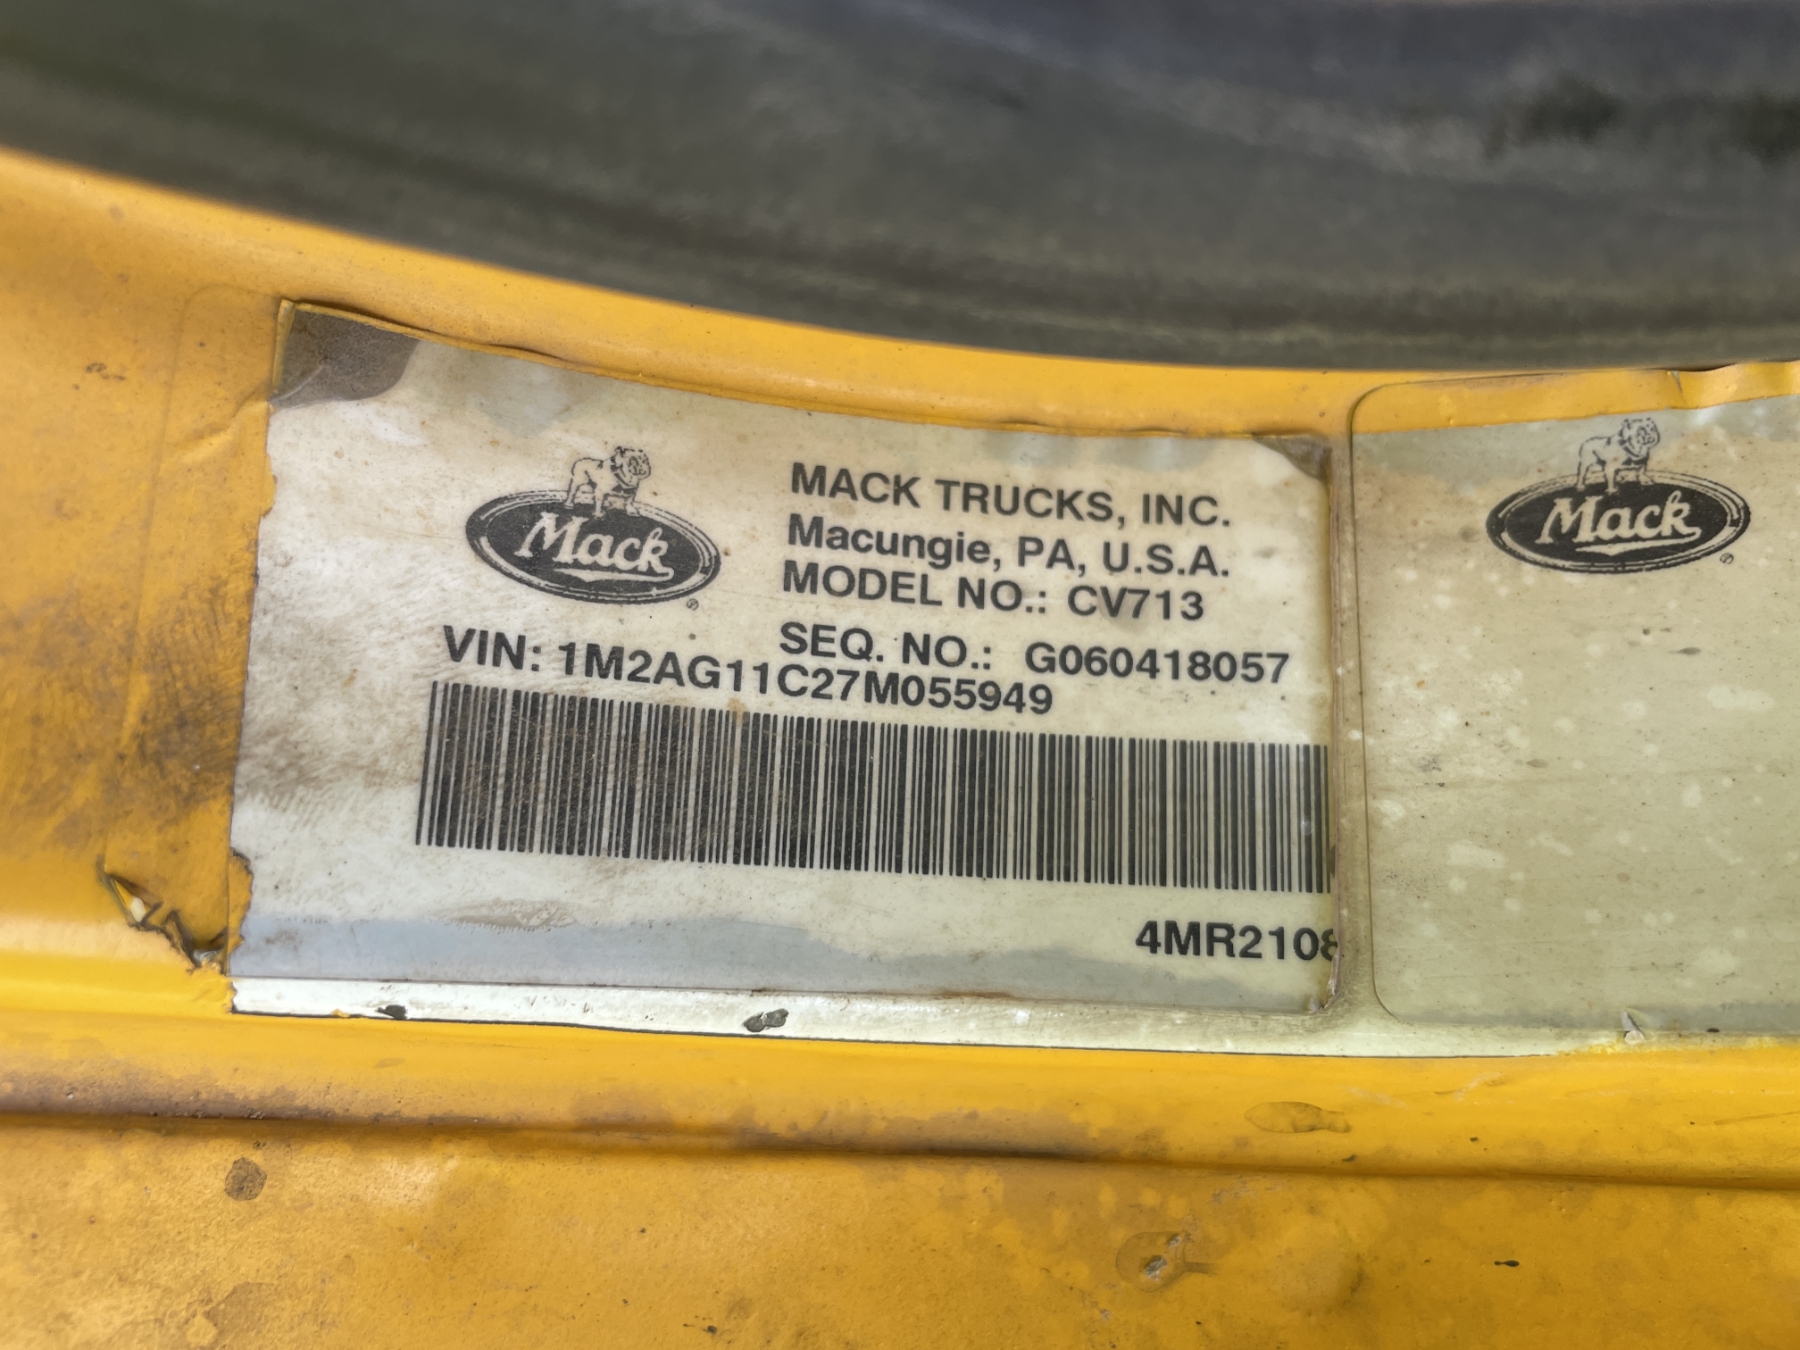 Mack
®
MACK TRUCKS, INC.
Macungie, PA, U.S.A.
MODEL NO.: CV713
SEQ. NO.: G060418057
VIN: 1M2AG11C27M055949
4MR2108
Mack
®